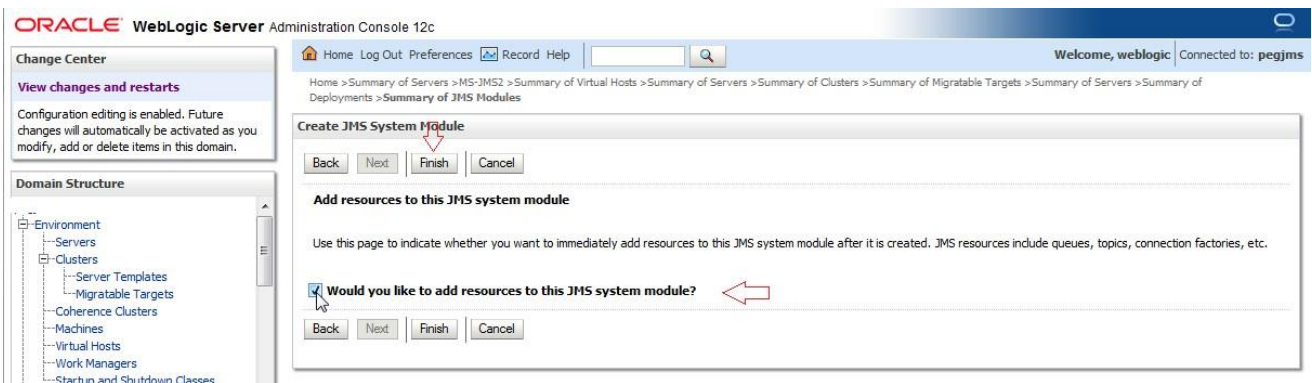 ORACLE WebLogic Server Administration Console 12c
Change Center
View changes and restarts
Configuration editing is enabled. Future
changes will automatically be activated as you
modify, add or delete items in this domain.
Domain Structure
Environment
Servers
Clusters
Server Templates
Migratable Targets
Coherence Clusters
Machines
Virtual Hosts
Work Managers
Startup and Shutdown Classes
Home Log Out Preferences Record Help
Welcome, weblogic Connected to: pegjms
Home >Summary of Servers >MS-JMS2 >Summary of Virtual Hosts >Summary of Servers >Summary of Clusters >Summary of Migratable Targets >Summary of Servers >Summary of
Deployments >Summary of JMS Modules
Create JMS System Module
Back Next Finish Cancel
Add resources to this JMS system module
Use this page to indicate whether you want to immediately add resources to this JMS system module after it is created. JMS resources include queues, topics, connection factories, etc.
Would you like to add resources to this JMS system module?
Back Next Finish Cancel